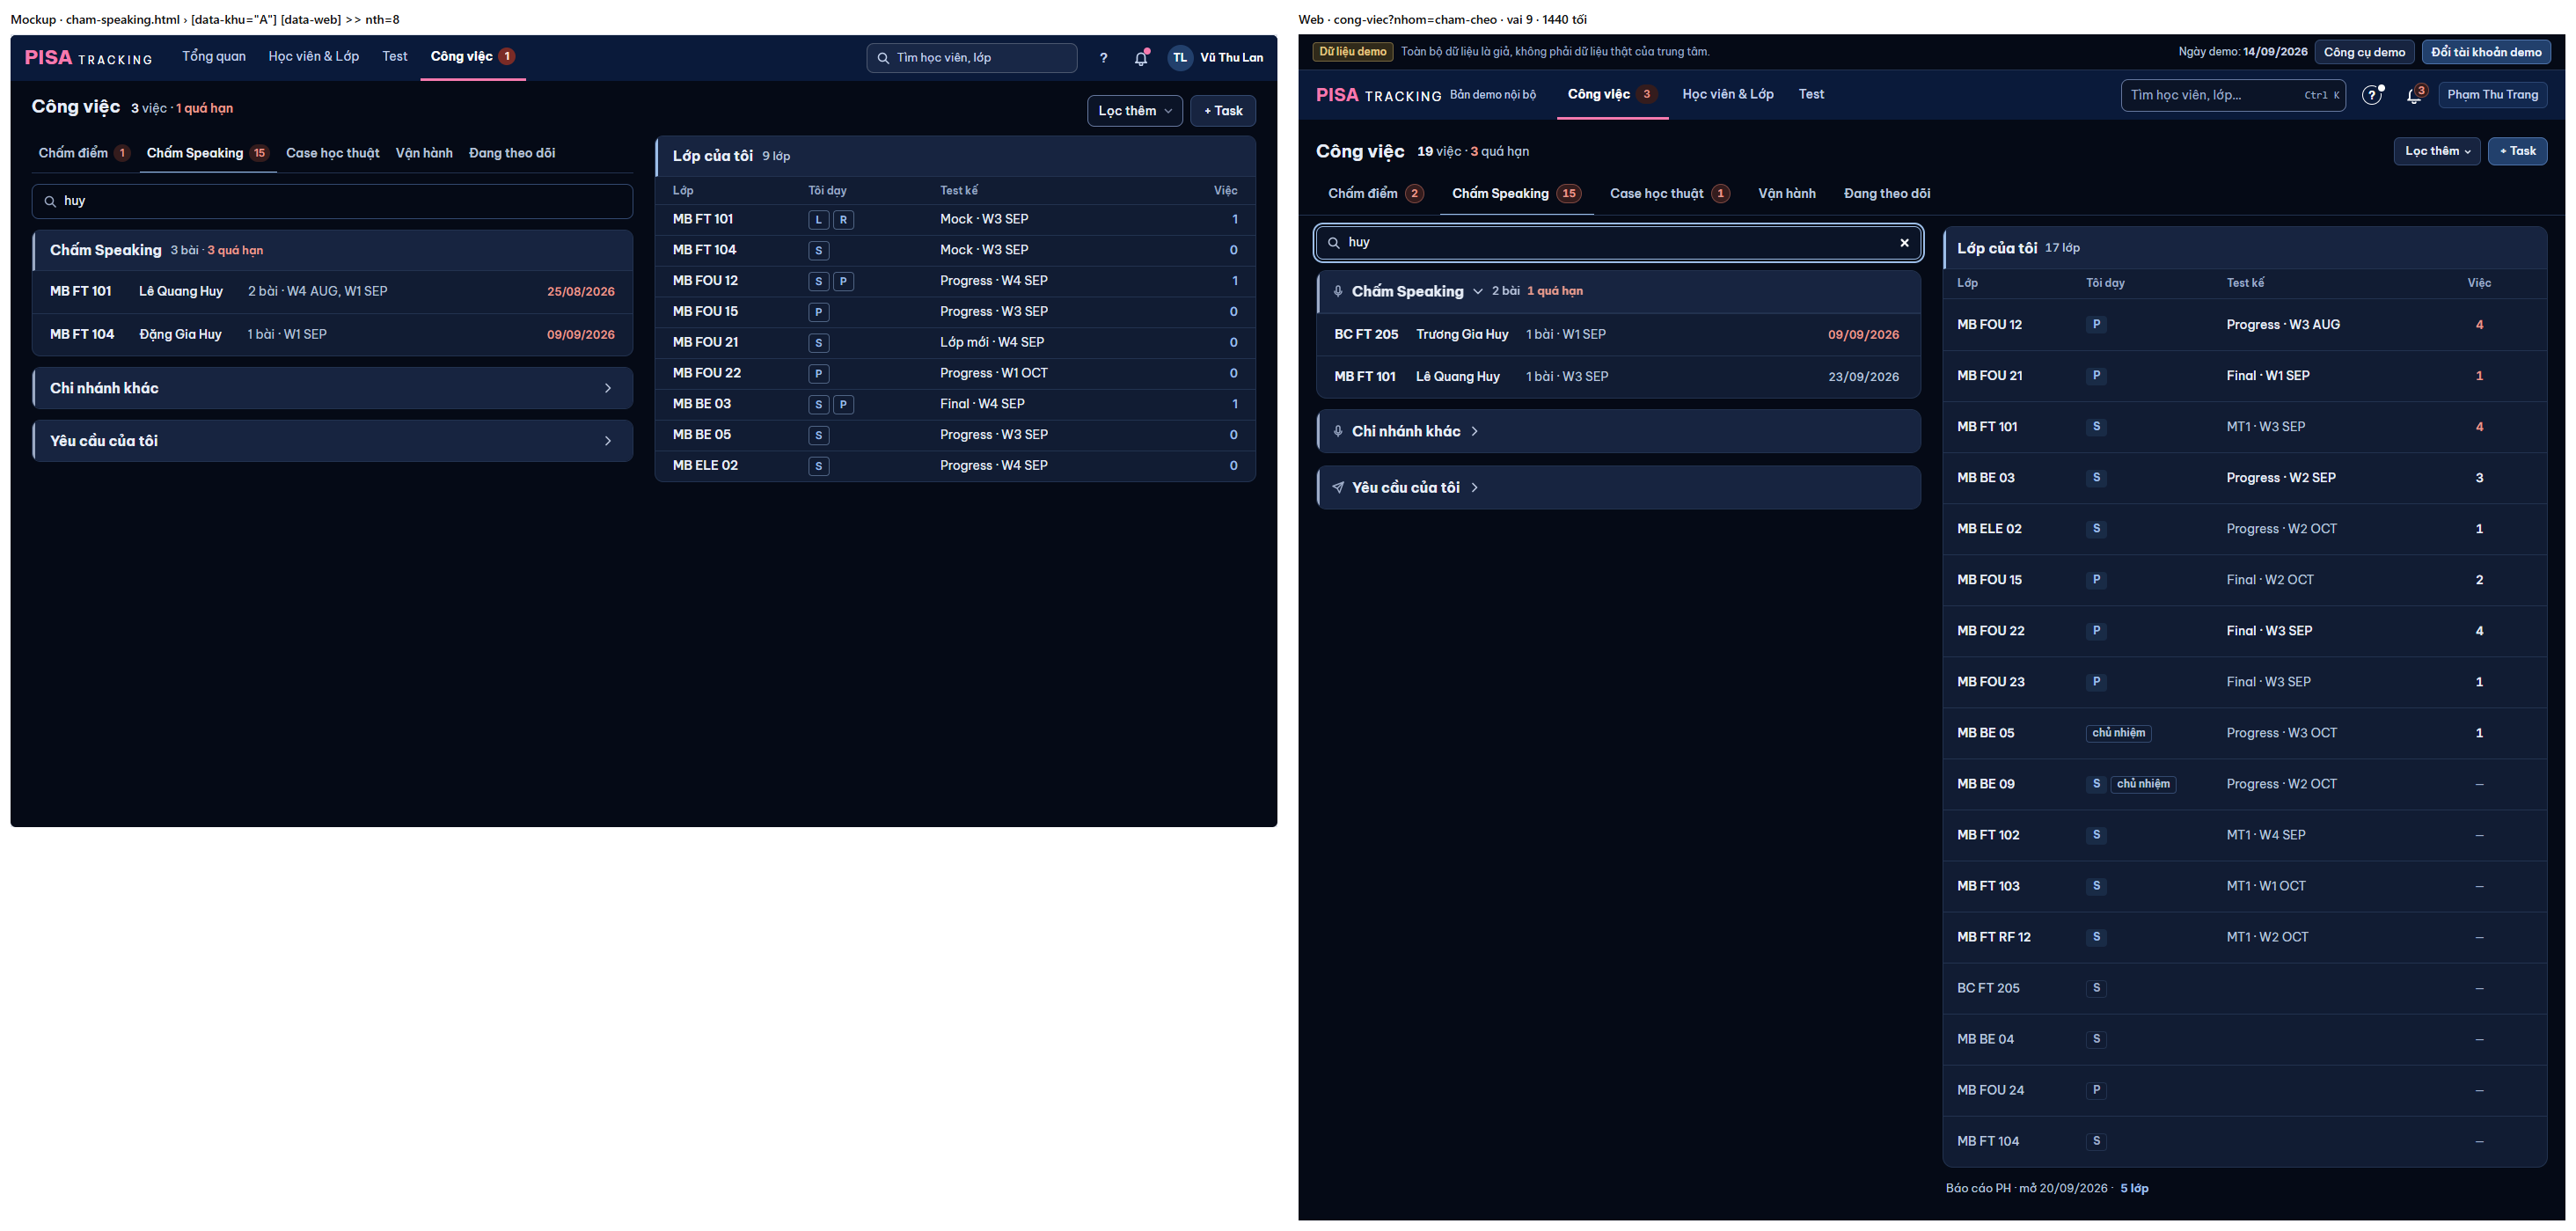 Mockup · cham-speaking.html › [data-khu="A"] [data-web] >> nth=8
PISA TRACKING Tổng quan Học viên & Lớp Test Công việc 1 Tìm học viên, lớp ? TL Vũ Thu Lan
Công việc 3 việc · 1 quá hạn Lọc thêm + Task
Chấm điểm 1 Chấm Speaking 15 Case học thuật Vận hành Đang theo dõi
huy
Chấm Speaking 3 bài · 3 quá hạn
MB FT 101 Lê Quang Huy 2 bài · W4 AUG, W1 SEP 25/08/2026
MB FT 104 Đặng Gia Huy 1 bài · W1 SEP 09/09/2026
Chi nhánh khác
Yêu cầu của tôi
Lớp của tôi 9 lớp
Lớp Tôi dạy Test kế Việc
MB FT 101 L R Mock · W3 SEP 1
MB FT 104 S Mock · W3 SEP 0
MB FOU 12 S P Progress · W4 SEP 1
MB FOU 15 P Progress · W3 SEP 0
MB FOU 21 S Lớp mới · W4 SEP 0
MB FOU 22 P Progress · W1 OCT 0
MB BE 03 S P Final · W4 SEP 1
MB BE 05 S Progress · W3 SEP 0
MB ELE 02 S Progress · W4 SEP 0
Web · cong-viec?nhom=cham-cheo · vai 9 · 1440 tối
Dữ liệu demo Toàn bộ dữ liệu là giả, không phải dữ liệu thật của trung tâm. Ngày demo: 14/09/2026 Công cụ demo Đổi tài khoản demo
PISA TRACKING Bản demo nội bộ Công việc 3 Học viên & Lớp Test Tìm học viên, lớp... Ctrl K ? 3 Phạm Thu Trang
Công việc 19 việc · 3 quá hạn Lọc thêm + Task
Chấm điểm 2 Chấm Speaking 15 Case học thuật 1 Vận hành Đang theo dõi
huy ×
Chấm Speaking 2 bài 1 quá hạn
BC FT 205 Trương Gia Huy 1 bài · W1 SEP 09/09/2026
MB FT 101 Lê Quang Huy 1 bài · W3 SEP 23/09/2026
Chi nhánh khác
Yêu cầu của tôi
Lớp của tôi 17 lớp
Lớp Tôi dạy Test kế Việc
MB FOU 12 P Progress · W3 AUG 4
MB FOU 21 P Final · W1 SEP 1
MB FT 101 S MT1 · W3 SEP 4
MB BE 03 S Progress · W2 SEP 3
MB ELE 02 S Progress · W2 OCT 1
MB FOU 15 P Final · W2 OCT 2
MB FOU 22 P Final · W3 SEP 4
MB FOU 23 P Final · W3 SEP 1
MB BE 05 chủ nhiệm Progress · W3 OCT 1
MB BE 09 S chủ nhiệm Progress · W2 OCT –
MB FT 102 S MT1 · W4 SEP –
MB FT 103 S MT1 · W1 OCT –
MB FT RF 12 S MT1 · W2 OCT –
BC FT 205 S –
MB BE 04 S –
MB FOU 24 P –
MB FT 104 S –
Báo cáo PH · mở 20/09/2026 · 5 lớp